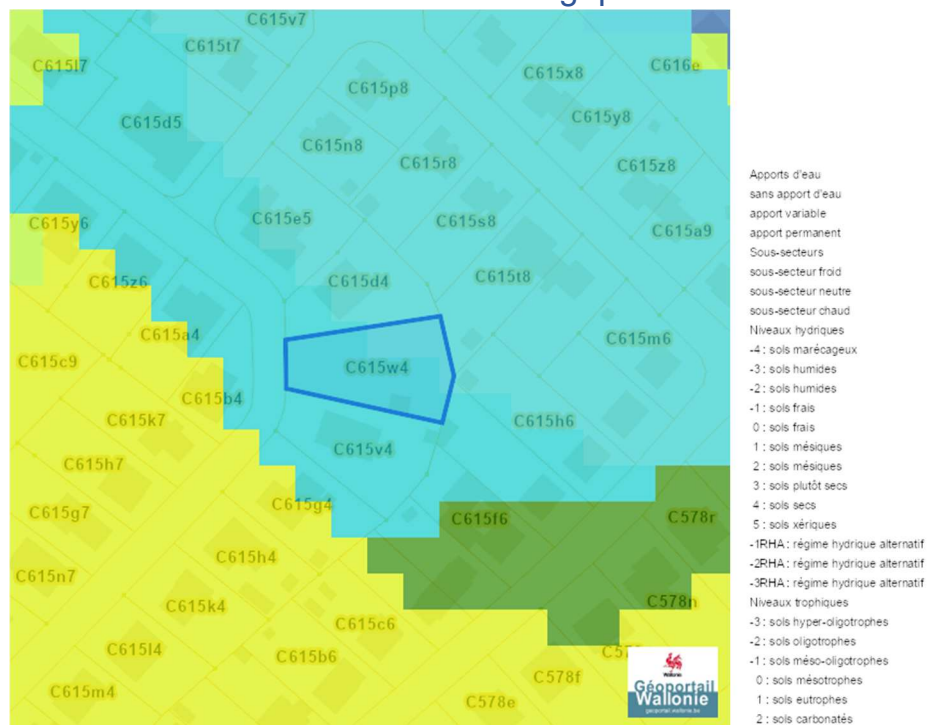 C615v7
C615t7
C615l7
C615p8
C615x8
C616e
C615d5
C615y8
C615n8
C615r8
C615z8
C615y6
C615e5
C615s8
C615a9
C615z6
C615d4
C615t8
C615a4
C615m6
C615c9
C615w4
C615b4
C615k7
C615h6
C615v4
C615h7
C615g7
C615g4
C615f6
C578r
C615h4
C615n7
C615k4
C578n
C615c6
C615l4
C615b6
C578f
C615m4
C578e
Wallonie
Géoportail
Wallonie
geoportail.wallonie.be
Apports d'eau
sans apport d'eau
apport variable
apport permanent
Sous-secteurs
sous-secteur froid
sous-secteur neutre
sous-secteur chaud
Niveaux hydriques
-4 : sols marécageux
-3 : sols humides
-2 : sols humides
-1 : sols frais
0 : sols frais
1 : sols mésiques
2 : sols mésiques
3 : sols plutôt secs
4 : sols secs
5 : sols xériques
-1RHA : régime hydrique alternatif
-2RHA : régime hydrique alternatif
-3RHA : régime hydrique alternatif
Niveaux trophiques
-3 : sols hyper-oligotrophes
-2 : sols oligotrophes
-1 : sols méso-oligotrophes
0 : sols mésotrophes
1 : sols eutrophes
2 : sols carbonatés